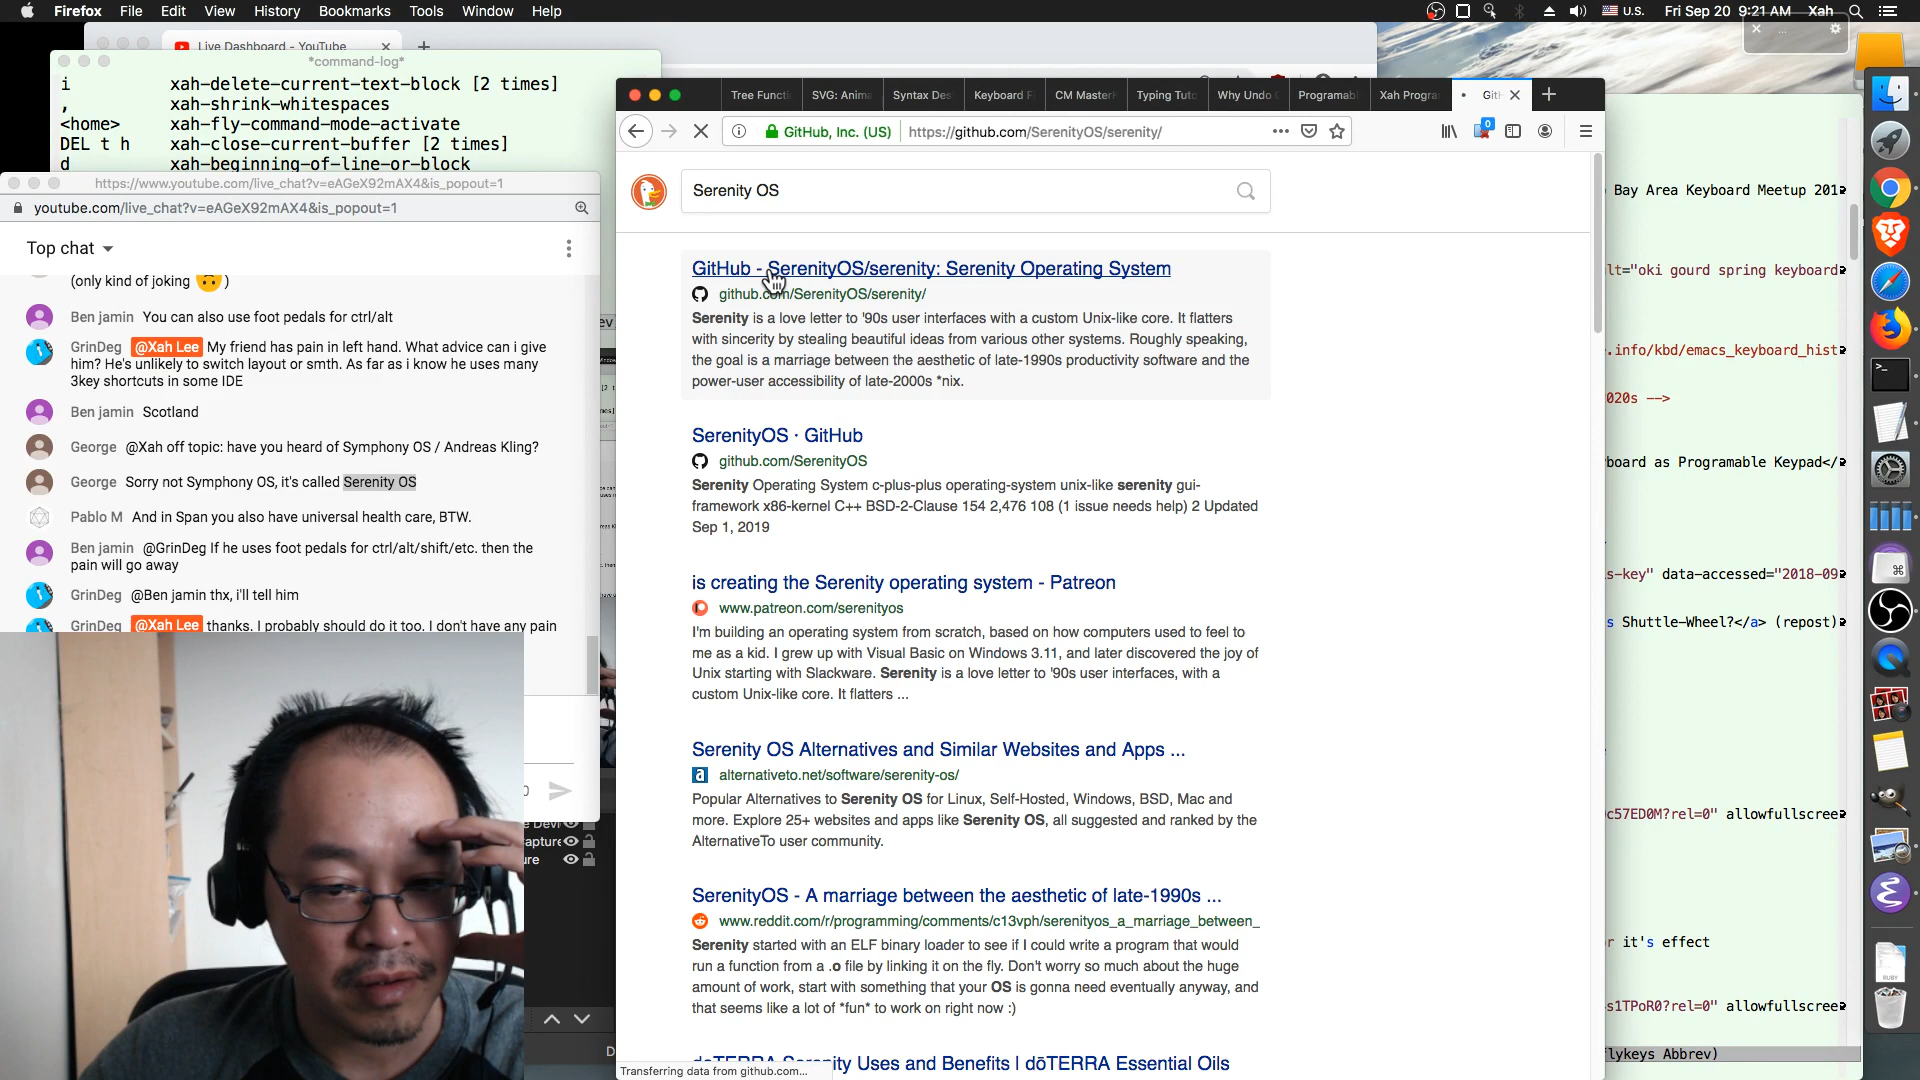 Firefox File Edit View History Bookmarks Tools Window Help
U.S. Fri Sep 20 9:21 AM Xah
Live Dashboard - YouTube
*command-log*
i xah-delete-current-text-block [2 times]
, xah-shrink-whitespaces
<home> xah-fly-command-mode-activate
DEL t h xah-close-current-buffer [2 times]
d xah-beginning-of-line-or-block
https://www.youtube.com/live_chat?v=eAGeX92mAX4&is_popout=1
youtube.com/live_chat?v=eAGeX92mAX4&is_popout=1
Top chat
(only kind of joking 🙃 )
Ben jamin You can also use foot pedals for ctrl/alt
GrinDeg @Xah Lee My friend has pain in left hand. What advice can i give
him? He's unlikely to switch layout or smth. As far as i know he uses many
3key shortcuts in some IDE
Ben jamin Scotland
George @Xah off topic: have you heard of Symphony OS / Andreas Kling?
George Sorry not Symphony OS, it's called Serenity OS
Pablo M And in Span you also have universal health care, BTW.
Ben jamin @GrinDeg If he uses foot pedals for ctrl/alt/shift/etc. then the
pain will go away
GrinDeg @Ben jamin thx, i'll tell him
GrinDeg @Xah Lee thanks. I probably should do it too. I don't have any pain
Tree Functi SVG: Anima Syntax Des Keyboard F CM Master Typing Tuto Why Undo Programab Xah Progra Gith
GitHub, Inc. (US) https://github.com/SerenityOS/serenity/
0
Serenity OS
GitHub - SerenityOS/serenity: Serenity Operating System
github.com/SerenityOS/serenity/
Serenity is a love letter to '90s user interfaces with a custom Unix-like core. It flatters
with sincerity by stealing beautiful ideas from various other systems. Roughly speaking,
the goal is a marriage between the aesthetic of late-1990s productivity software and the
power-user accessibility of late-2000s *nix.
SerenityOS · GitHub
github.com/SerenityOS
Serenity Operating System c-plus-plus operating-system unix-like serenity gui-
framework x86-kernel C++ BSD-2-Clause 154 2,476 108 (1 issue needs help) 2 Updated
Sep 1, 2019
is creating the Serenity operating system - Patreon
www.patreon.com/serenityos
I'm building an operating system from scratch, based on how computers used to feel to
me as a kid. I grew up with Visual Basic on Windows 3.11, and later discovered the joy of
Unix starting with Slackware. Serenity is a love letter to '90s user interfaces, with a
custom Unix-like core. It flatters ...
Serenity OS Alternatives and Similar Websites and Apps ...
alternativeto.net/software/serenity-os/
Popular Alternatives to Serenity OS for Linux, Self-Hosted, Windows, BSD, Mac and
more. Explore 25+ websites and apps like Serenity OS, all suggested and ranked by the
AlternativeTo user community.
SerenityOS - A marriage between the aesthetic of late-1990s ...
www.reddit.com/r/programming/comments/c13vph/serenityos_a_marriage_between_
Serenity started with an ELF binary loader to see if I could write a program that would
run a function from a .o file by linking it on the fly. Don't worry so much about the huge
amount of work, start with something that your OS is gonna need eventually anyway, and
that seems like a lot of *fun* to work on right now :)
doTERRA Serenity Uses and Benefits | dōTERRA Essential Oils
Transferring data from github.com...
Bay Area Keyboard Meetup 201
lt="oki gourd spring keyboard
.info/kbd/emacs_keyboard_hist
020s -->
board as Programable Keypad</
s-key" data-accessed="2018-09
s Shuttle-Wheel?</a> (repost)
c57ED0M?rel=0" allowfullscree
r it's effect
s1TPoR0?rel=0" allowfullscree
flykeys Abbrev)
RUBY